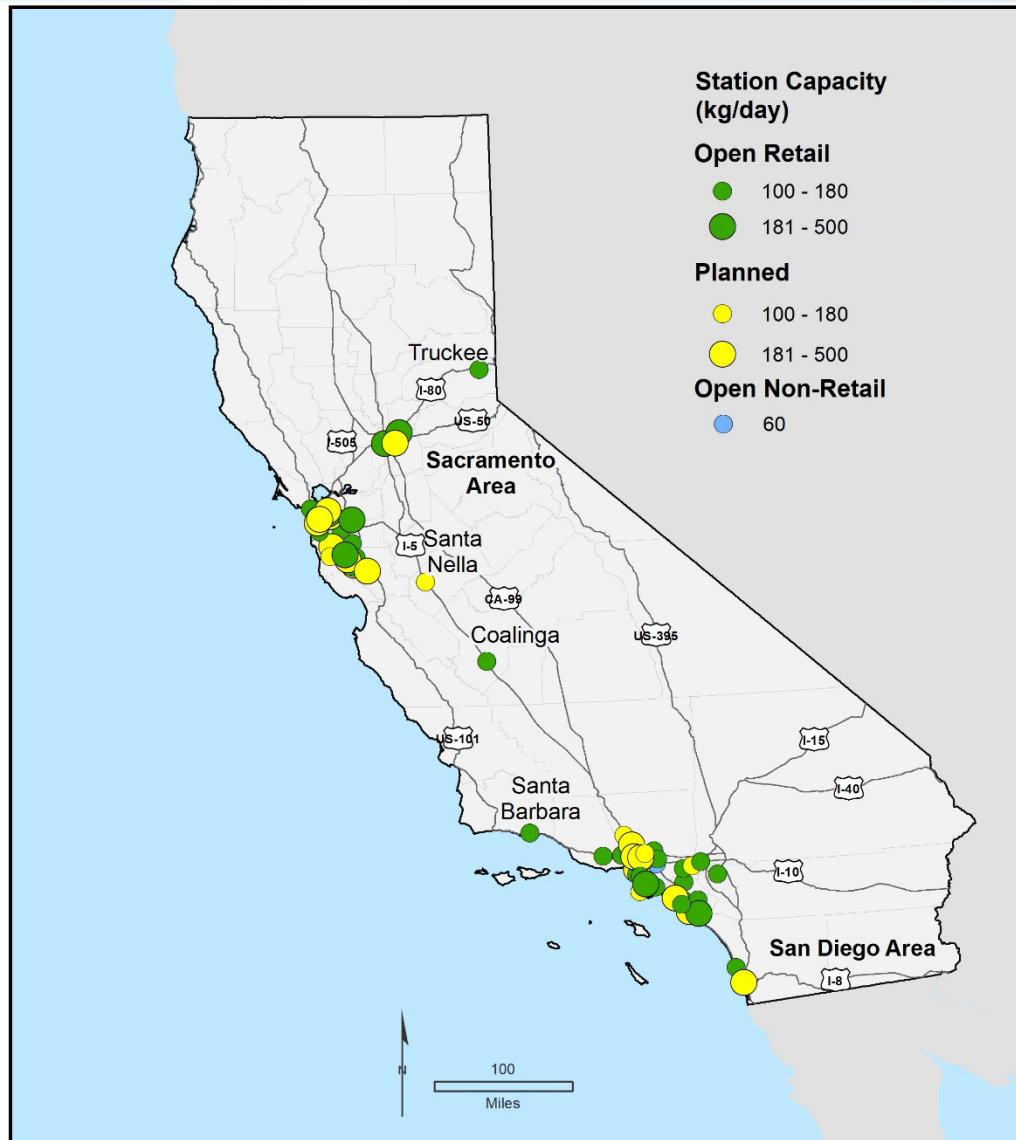 Station Capacity
(kg/day)
Open Retail
100 - 180
181 - 500
Planned
100 - 180
181 - 500
Open Non-Retail
60
Truckee
I-80
US-50
I-505
Sacramento
Area
I-5
Santa
Nella
CA-99
US-395
Coalinga
US-101
I-15
I-40
Santa
Barbara
I-10
San Diego Area
I-8
N
100
Miles